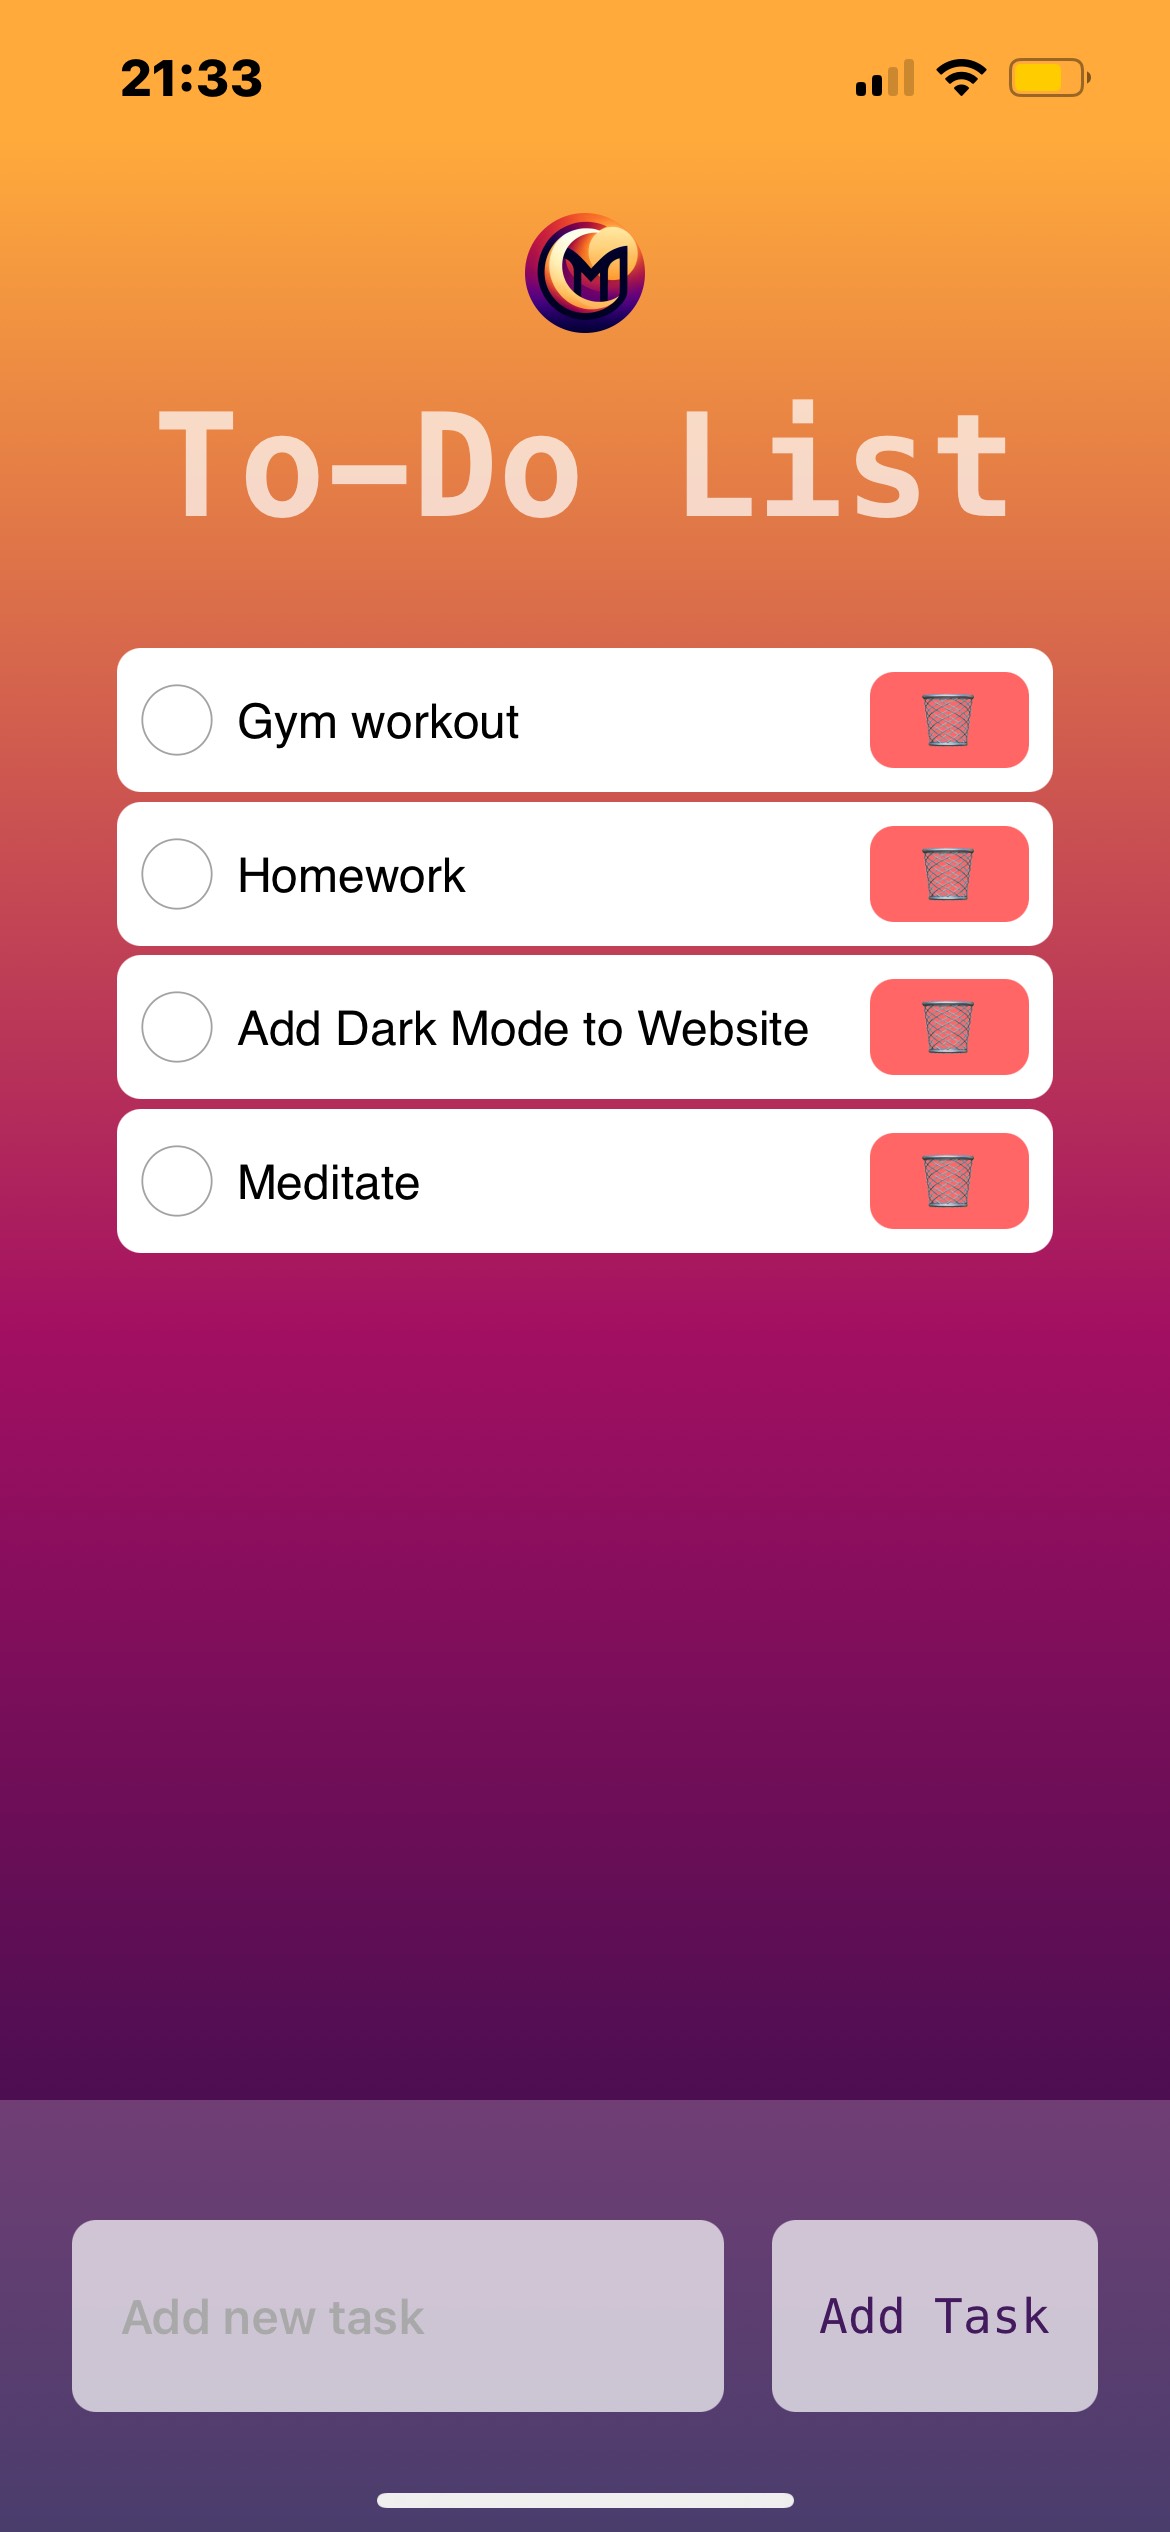 21:33
M
To-Do List
Gym workout
Homework
Add Dark Mode to Website
Meditate
Add new task
Add Task